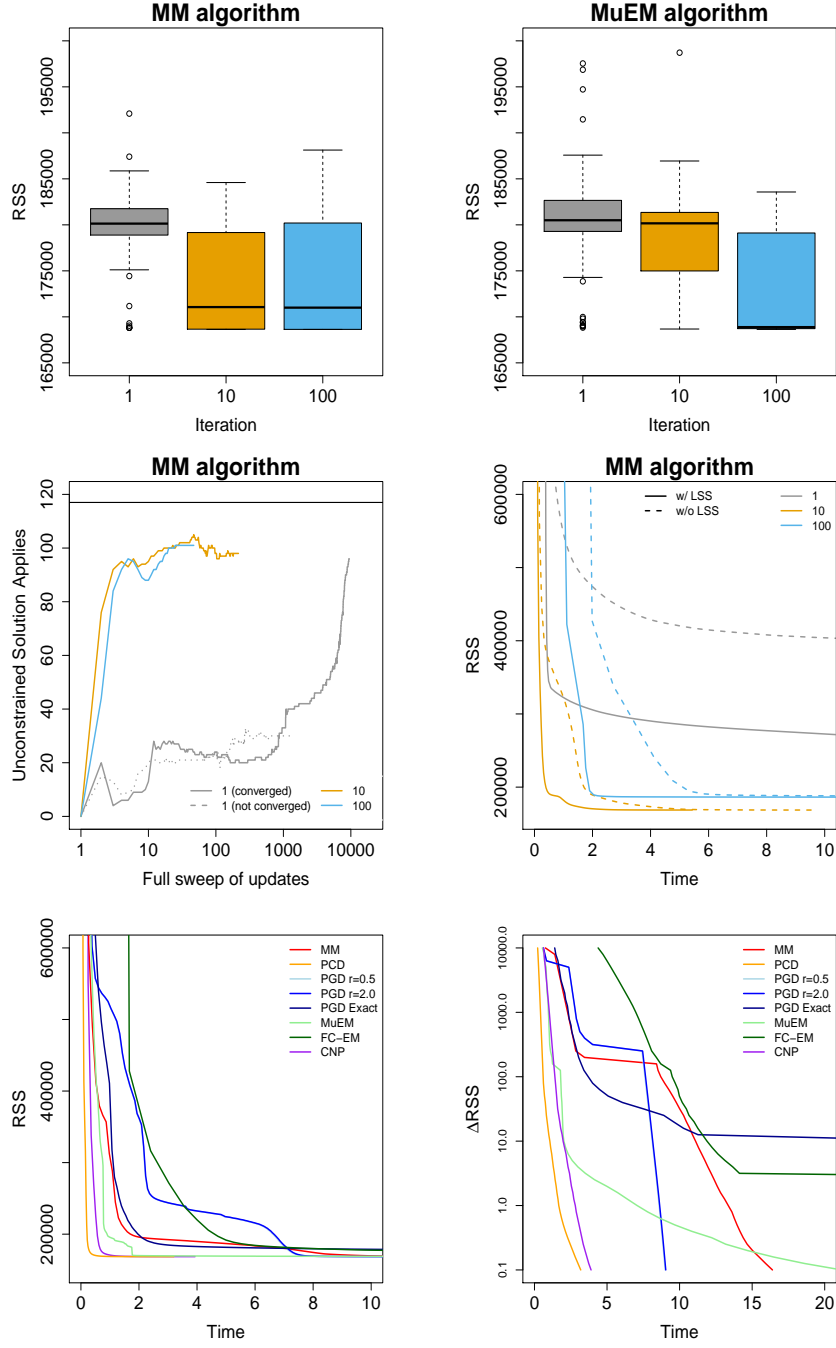 MM algorithm
RSS
165000 175000 185000 195000
1 10 100
Iteration
MuEM algorithm
RSS
165000 175000 185000 195000
1 10 100
Iteration
MM algorithm
Unconstrained Solution Applies
0 20 40 60 80 100 120
1 (converged) 10
1 (not converged) 100
0 1 10 100 1000 10000
Full sweep of updates
MM algorithm
RSS
200000 400000 600000
w/ LSS 1
w/o LSS 10
100
0 2 4 6 8 10
Time
RSS
200000 400000 600000
MM
PCD
PGD r=0.5
PGD r=2.0
PGD Exact
MuEM
FC−EM
CNP
0 2 4 6 8 10
Time
ΔRSS
0.1 1.0 10.0 100.0 1000.0 10000.0
MM
PCD
PGD r=0.5
PGD r=2.0
PGD Exact
MuEM
FC−EM
CNP
0 5 10 15 20
Time